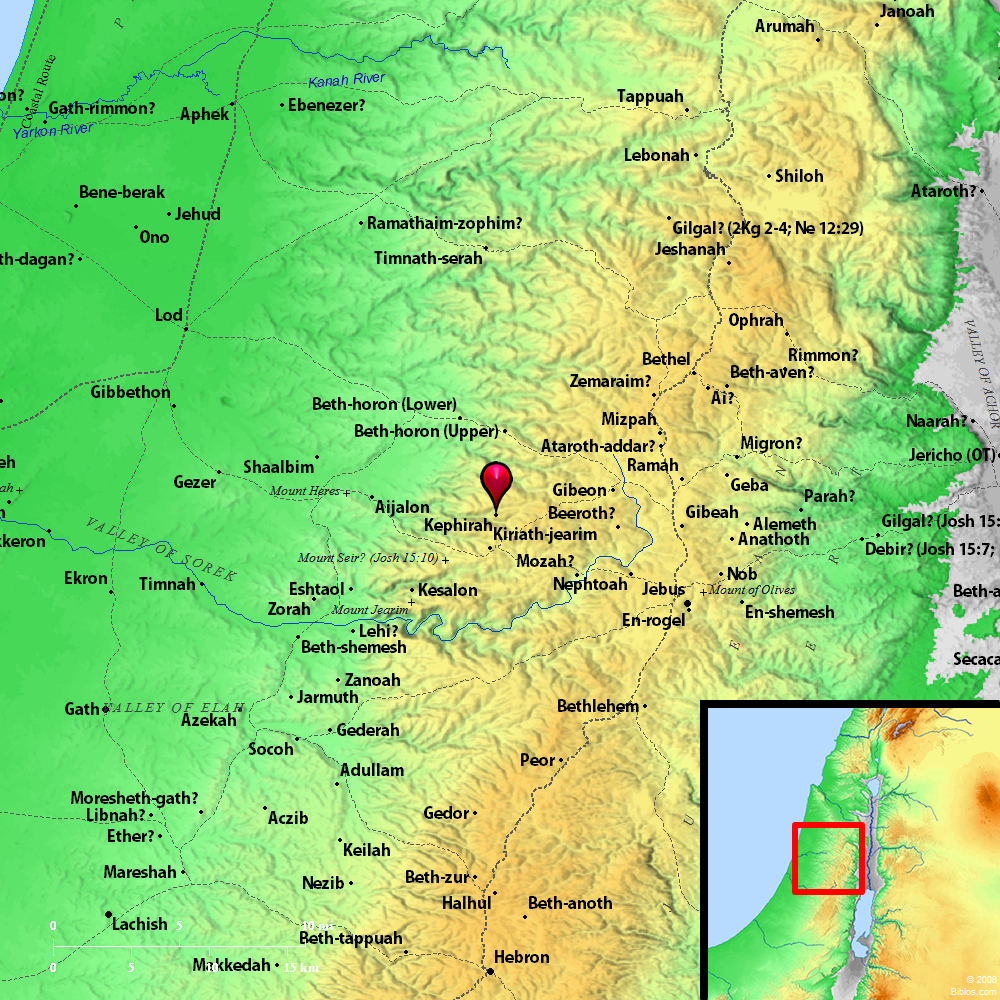 Janoah
Arumah
P
Coastal Route
Kanah River
on?
Gath-rimmon?
Aphek
Ebenezer?
Tappuah
Yarkon River
Lebonah
Shiloh
Bene-berak
Ataroth?
Jehud
Ramathaim-zophim?
Gilgal? (2Kg 2-4; Ne 12:29)
Ono
Jeshanah
th-dagan?
Timnath-serah
Lod
Ophrah
VALLEY OF ACHOR
Rimmon?
Bethel
Beth-aven?
Zemaraim?
Gibbethon
Ai?
Beth-horon (Lower)
Mizpah
Naarah?
Beth-horon (Upper)
Ataroth-addar?
Migron?
Jericho (OT)
eh
Shaalbim
Ramah
Gezer
Mount Heres
Gibeon
Geba
Parah?
ah
Aijalon
Beeroth?
Gibeah
Kephirah
Alemeth
Gilgal? (Josh 15:
n
Kiriath-jearim
Anathoth
kkeron
VALLEY OF SOREK
Debir? (Josh 15:7;
Mount Seir? (Josh 15:10)
Mozah?
Nob
Ekron
Timnah
Eshtaol
Kesalon
Nephtoah
Jebus
Mount of Olives
Beth-a
Zorah
Mount Jearim
En-shemesh
En-rogel
Lehi?
Beth-shemesh
Secaca
Zanoah
Jarmuth
Gath
VALLEY OF ELAH
Azekah
Bethlehem
Gederah
Socoh
Peor
Adullam
Moresheth-gath?
Libnah?
Aczib
Gedor
Ether?
Keilah
Mareshah
Nezib
Beth-zur
Halhul
Beth-anoth
Lachish
0 5 10 mi
Beth-tappuah
Hebron
Makkedah
0 5 10 15 km
© 2008
Biblos.com